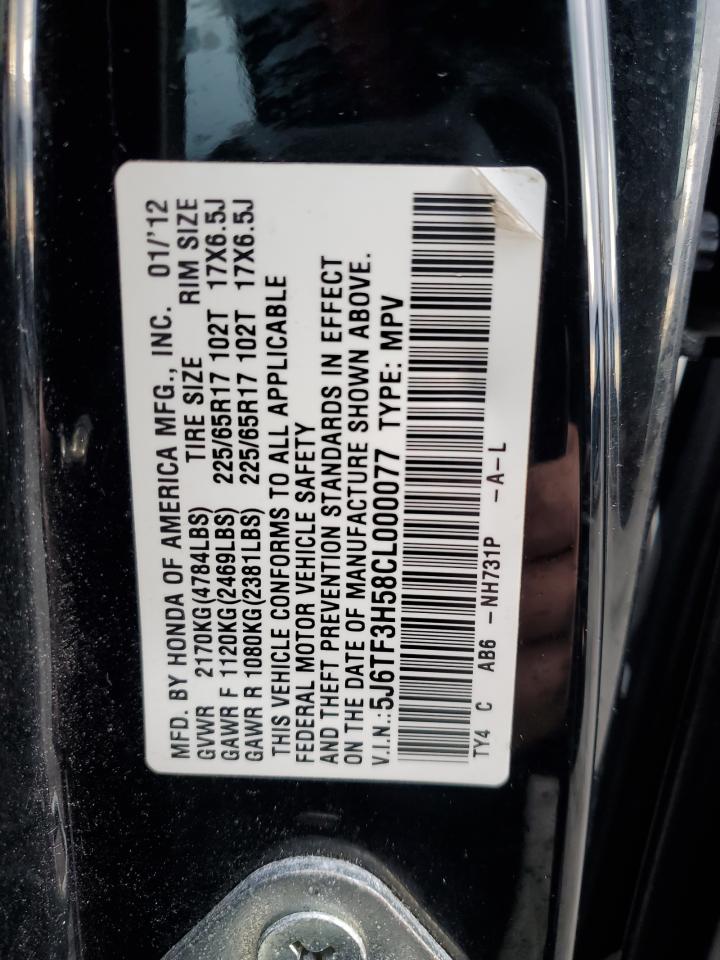 MFD. BY HONDA OF AMERICA MFG., INC. 01/'12
GVWR 2170KG(4784LBS) TIRE SIZE RIM SIZE
GAWR F 1120KG(2469LBS) 225/65R17 102T 17X6.5J
GAWR R 1080KG(2381LBS) 225/65R17 102T 17X6.5J
THIS VEHICLE CONFORMS TO ALL APPLICABLE
FEDERAL MOTOR VEHICLE SAFETY
AND THEFT PREVENTION STANDARDS IN EFFECT
ON THE DATE OF MANUFACTURE SHOWN ABOVE.
V.I.N.:5J6TF3H58CL000077 TYPE: MPV
TY4 C AB6 -NH731P -A-L